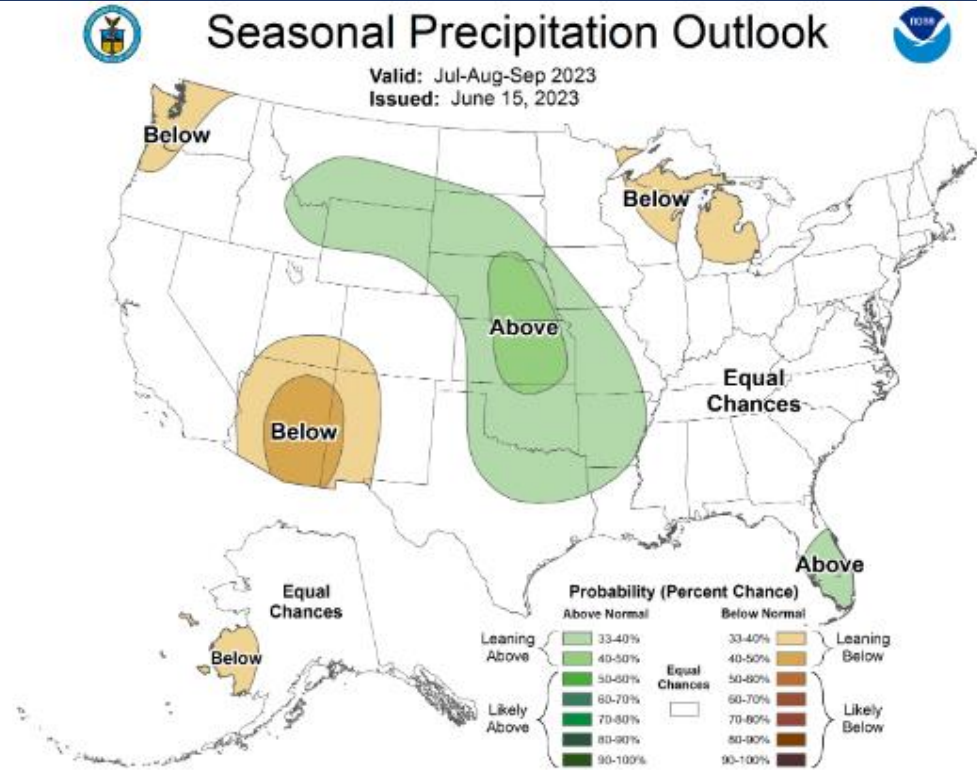 Seasonal Precipitation Outlook
noaa
Valid: Jul-Aug-Sep 2023
Issued: June 15, 2023
Below
Below
Above
Equal
Chances
Below
Above
Equal
Chances
Below
Probability (Percent Chance)
Above Normal
Below Normal
Leaning
Above
33-40%
40-50%
Likely
Above
50-60%
60-70%
70-80%
80-90%
90-100%
Equal
Chances
33-40%
40-50%
Leaning
Below
50-60%
60-70%
70-80%
80-90%
90-100%
Likely
Below